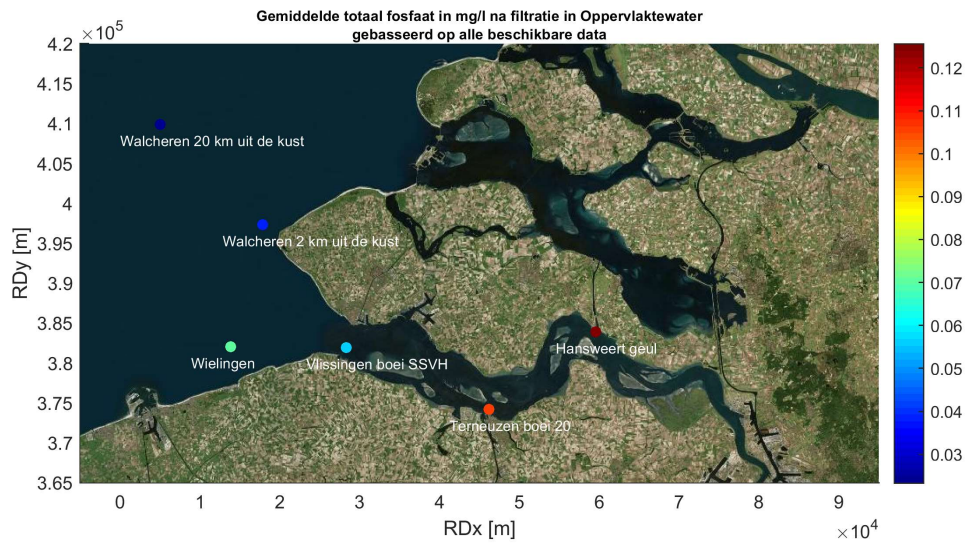 Gemiddelde totaal fosfaat in mg/l na filtratie in Oppervlaktewater
gebasseerd op alle beschikbare data
×10⁵
4.2
4.15
4.1
4.05
4
3.95
3.9
3.85
3.8
3.75
3.7
3.65
RDy [m]
Walcheren 20 km uit de kust
Walcheren 2 km uit de kust
Wielingen
Vlissingen boei SSVH
Hansweert geul
Terneuzen boei 20
0 1 2 3 4 5 6 7 8 9
RDx [m]
×10⁴
0.12
0.11
0.1
0.09
0.08
0.07
0.06
0.05
0.04
0.03